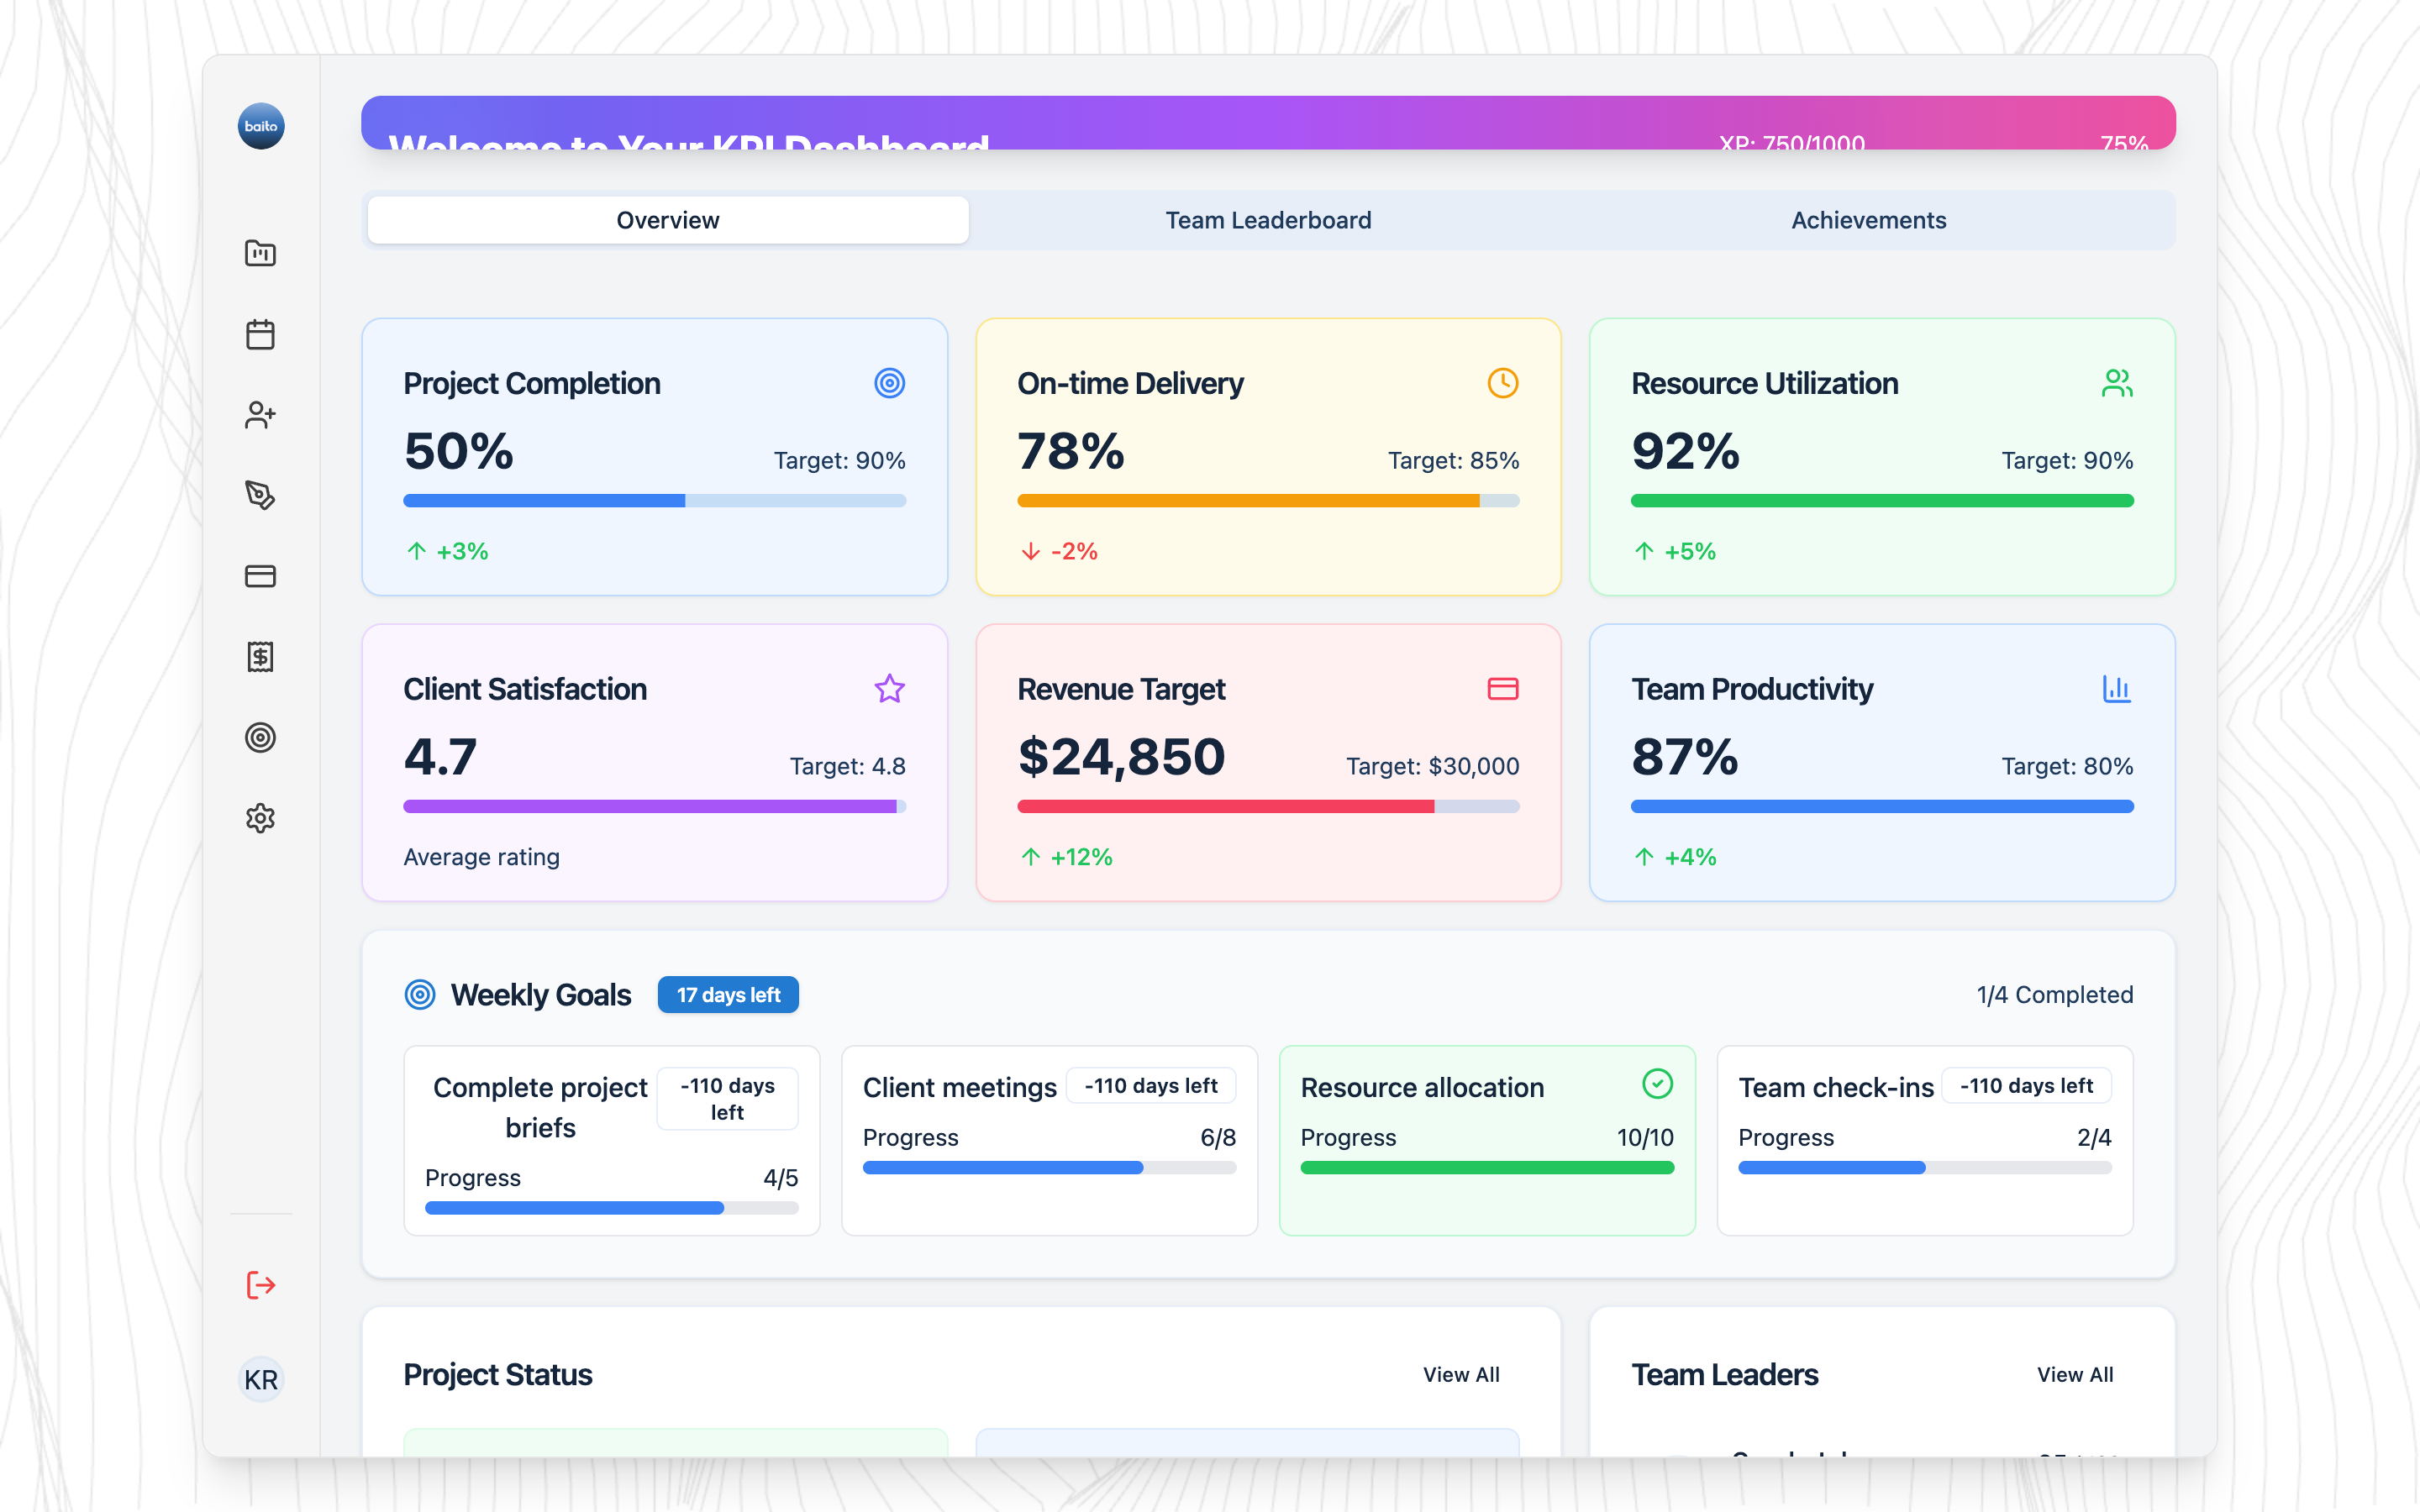 baito
Welcome to Your KPI Dashboard
XP: 750/1000
75%
Overview
Team Leaderboard
Achievements
Project Completion
50%
Target: 90%
+3%
On-time Delivery
78%
Target: 85%
-2%
Resource Utilization
92%
Target: 90%
+5%
Client Satisfaction
4.7
Target: 4.8
Average rating
Revenue Target
$24,850
Target: $30,000
+12%
Team Productivity
87%
Target: 80%
+4%
Weekly Goals
17 days left
1/4 Completed
Complete project
briefs
-110 days
left
Progress
4/5
Client meetings
-110 days left
Progress
6/8
Resource allocation
Progress
10/10
Team check-ins
-110 days left
Progress
2/4
Project Status
View All
Team Leaders
View All
KR